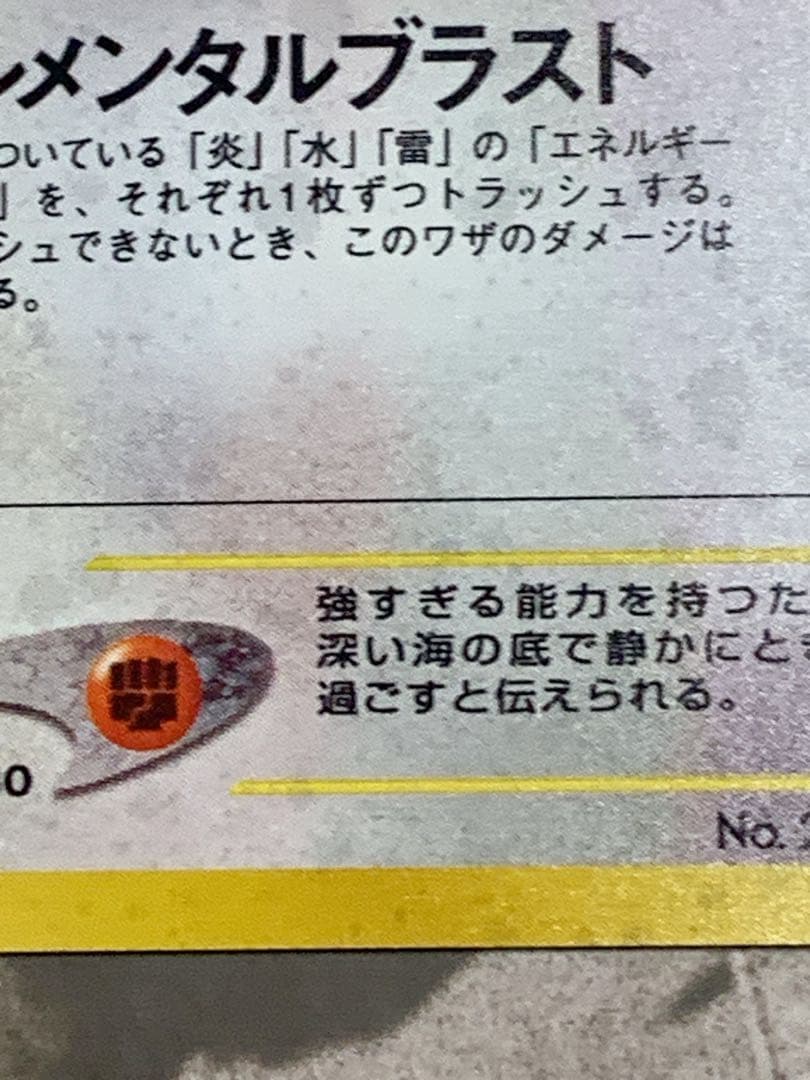 メンタルブラスト
ついている「炎」「水」「雷」の「エネルギー
」を、それぞれ1枚ずつトラッシュする。
シュできないとき、このワザのダメージは
る。
強すぎる能力を持つた
深い海の底で静かにと
過ごすと伝えられる。
0
No. 2